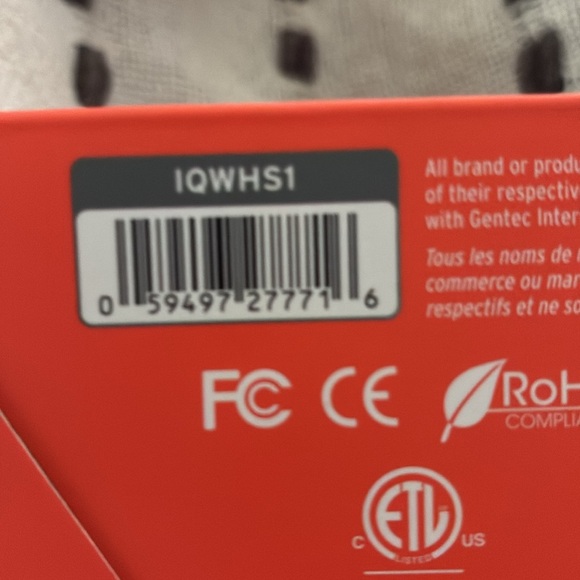 IQWHS1
0 59497 27771 6
All brand or produ
of their respectiv
with Gentec Inter
Tous les noms de
commerce ou mar
respectifs et ne so
FC CE
RoH
COMPLIA
ETL
C US
LISTED